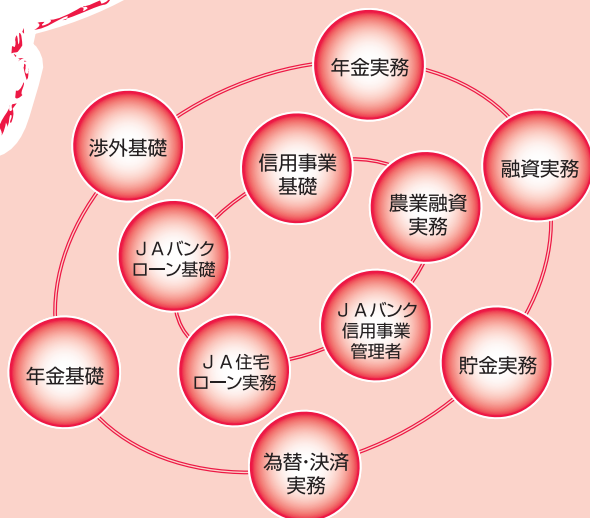 年金実務
渉外基礎
信用事業
基礎
融資実務
農業融資
実務
ＪＡバンク
ローン基礎
ＪＡバンク
信用事業
管理者
年金基礎
ＪＡ住宅
ローン実務
貯金実務
為替・決済
実務